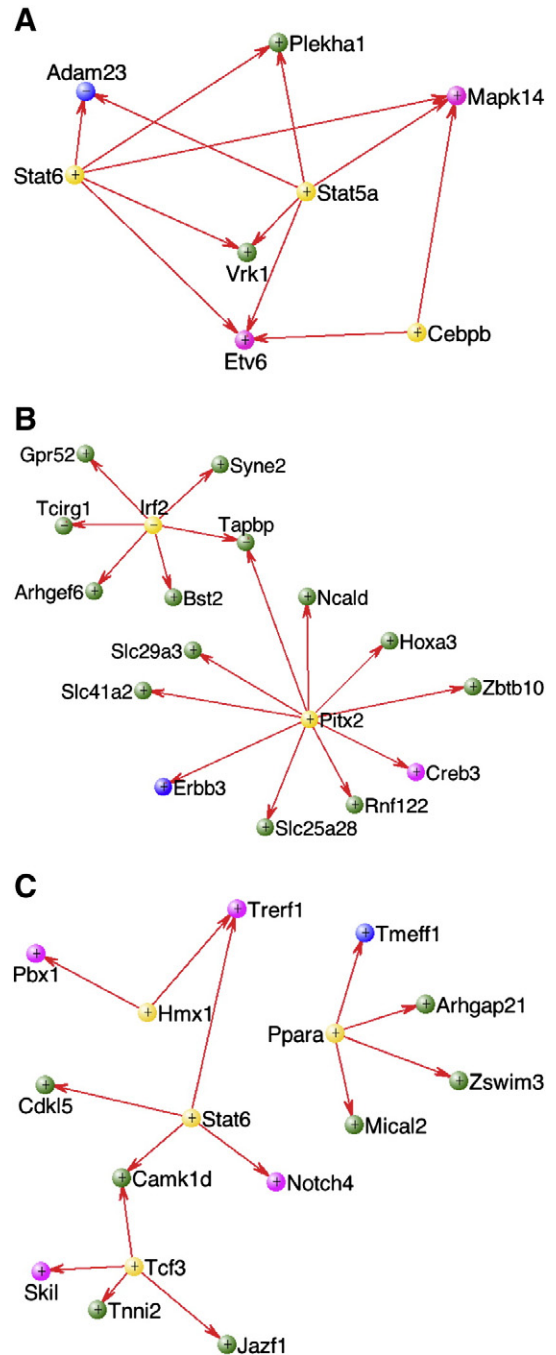 A
Plekha1
Adam23
Mapk14
Stat6
Stat5a
Vrk1
Cebpb
Etv6
B
Gpr52
Syne2
Tcirg1
Irf2
Tapbp
Arhgef6
Bst2
Ncald
Hoxa3
Slc29a3
Slc41a2
Zbtb10
Pitx2
Erbb3
Creb3
Rnf122
Slc25a28
C
Trerf1
Tmeff1
Pbx1
Arhgap21
Hmx1
Ppara
Zswim3
Cdkl5
Stat6
Mical2
Camk1d
Notch4
Tcf3
Skil
Tnni2
Jazf1